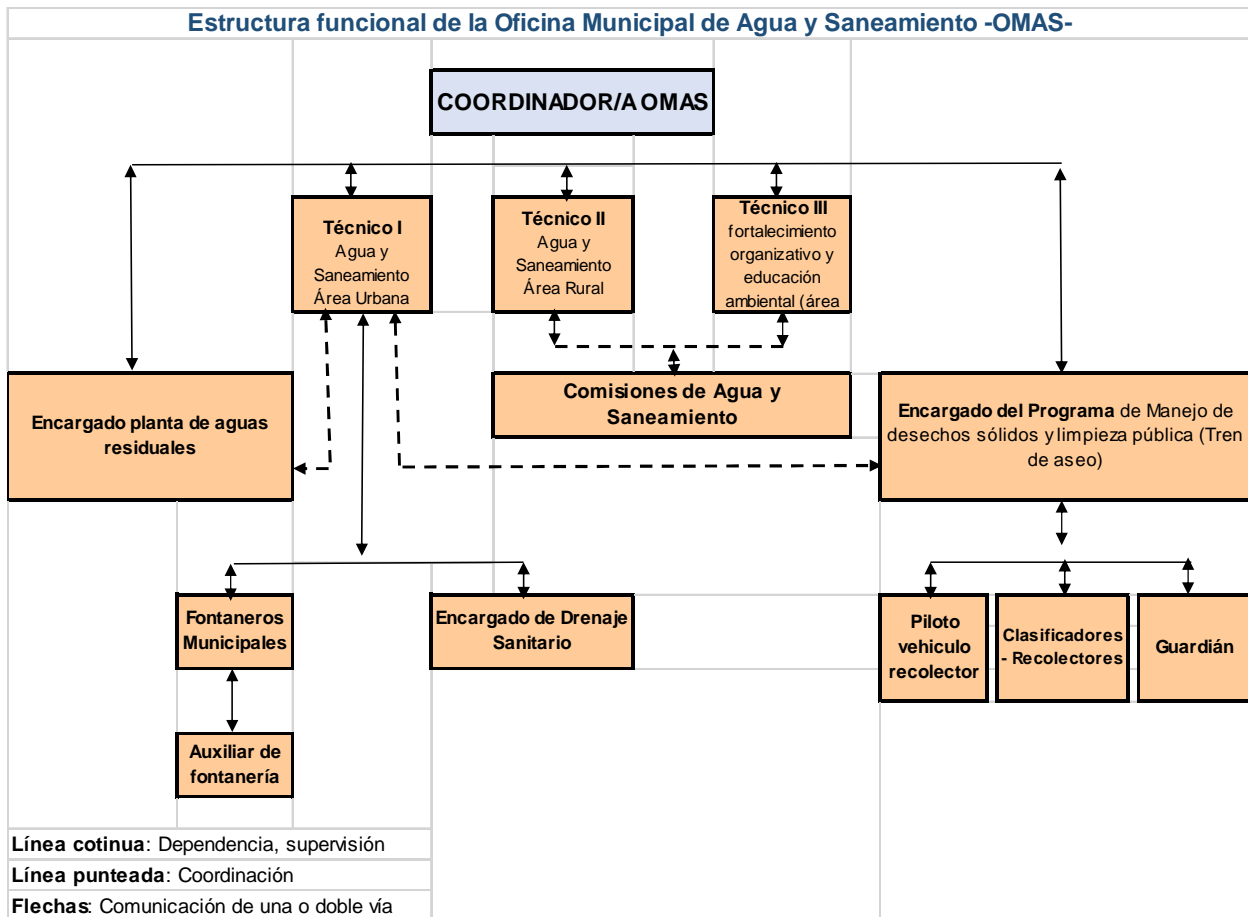 Estructura funcional de la Oficina Municipal de Agua y Saneamiento -OMAS-
COORDINADOR/A OMAS
Técnico I
Agua y
Saneamiento
Área Urbana
Técnico II
Agua y
Saneamiento
Área Rural
Técnico III
fortalecimiento
organizativo y
educación
ambiental (área
Encargado planta de aguas
residuales
Comisiones de Agua y
Saneamiento
Encargado del Programa de Manejo de
desechos sólidos y limpieza pública (Tren
de aseo)
Fontaneros
Municipales
Encargado de Drenaje
Sanitario
Piloto
vehiculo
recolector
Clasificadores
- Recolectores
Guardián
Auxiliar de
fontanería
Línea cotinua: Dependencia, supervisión
Línea punteada: Coordinación
Flechas: Comunicación de una o doble vía